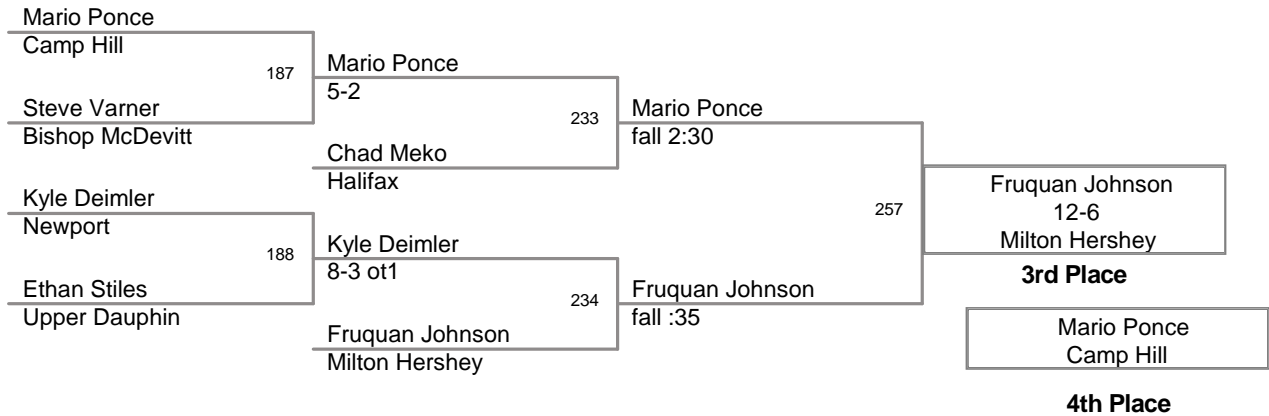 Mario Ponce
Camp Hill
187
Steve Varner
Bishop McDevitt
Kyle Deimler
Newport
188
Ethan Stiles
Upper Dauphin
Mario Ponce
5-2
233
Chad Meko
Halifax
Kyle Deimler
8-3 ot1
234
Fruquan Johnson
Milton Hershey
Mario Ponce
fall 2:30
257
Fruquan Johnson
fall :35
Fruquan Johnson
12-6
Milton Hershey
3rd Place
Mario Ponce
Camp Hill
4th Place